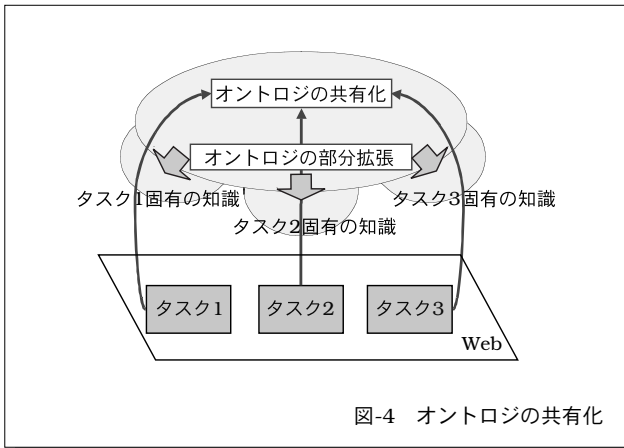 オントロジの共有化
オントロジの部分拡張
タスク1固有の知識
タスク3固有の知識
タスク2固有の知識
タスク1
タスク2
タスク3
Web
図-4　オントロジの共有化